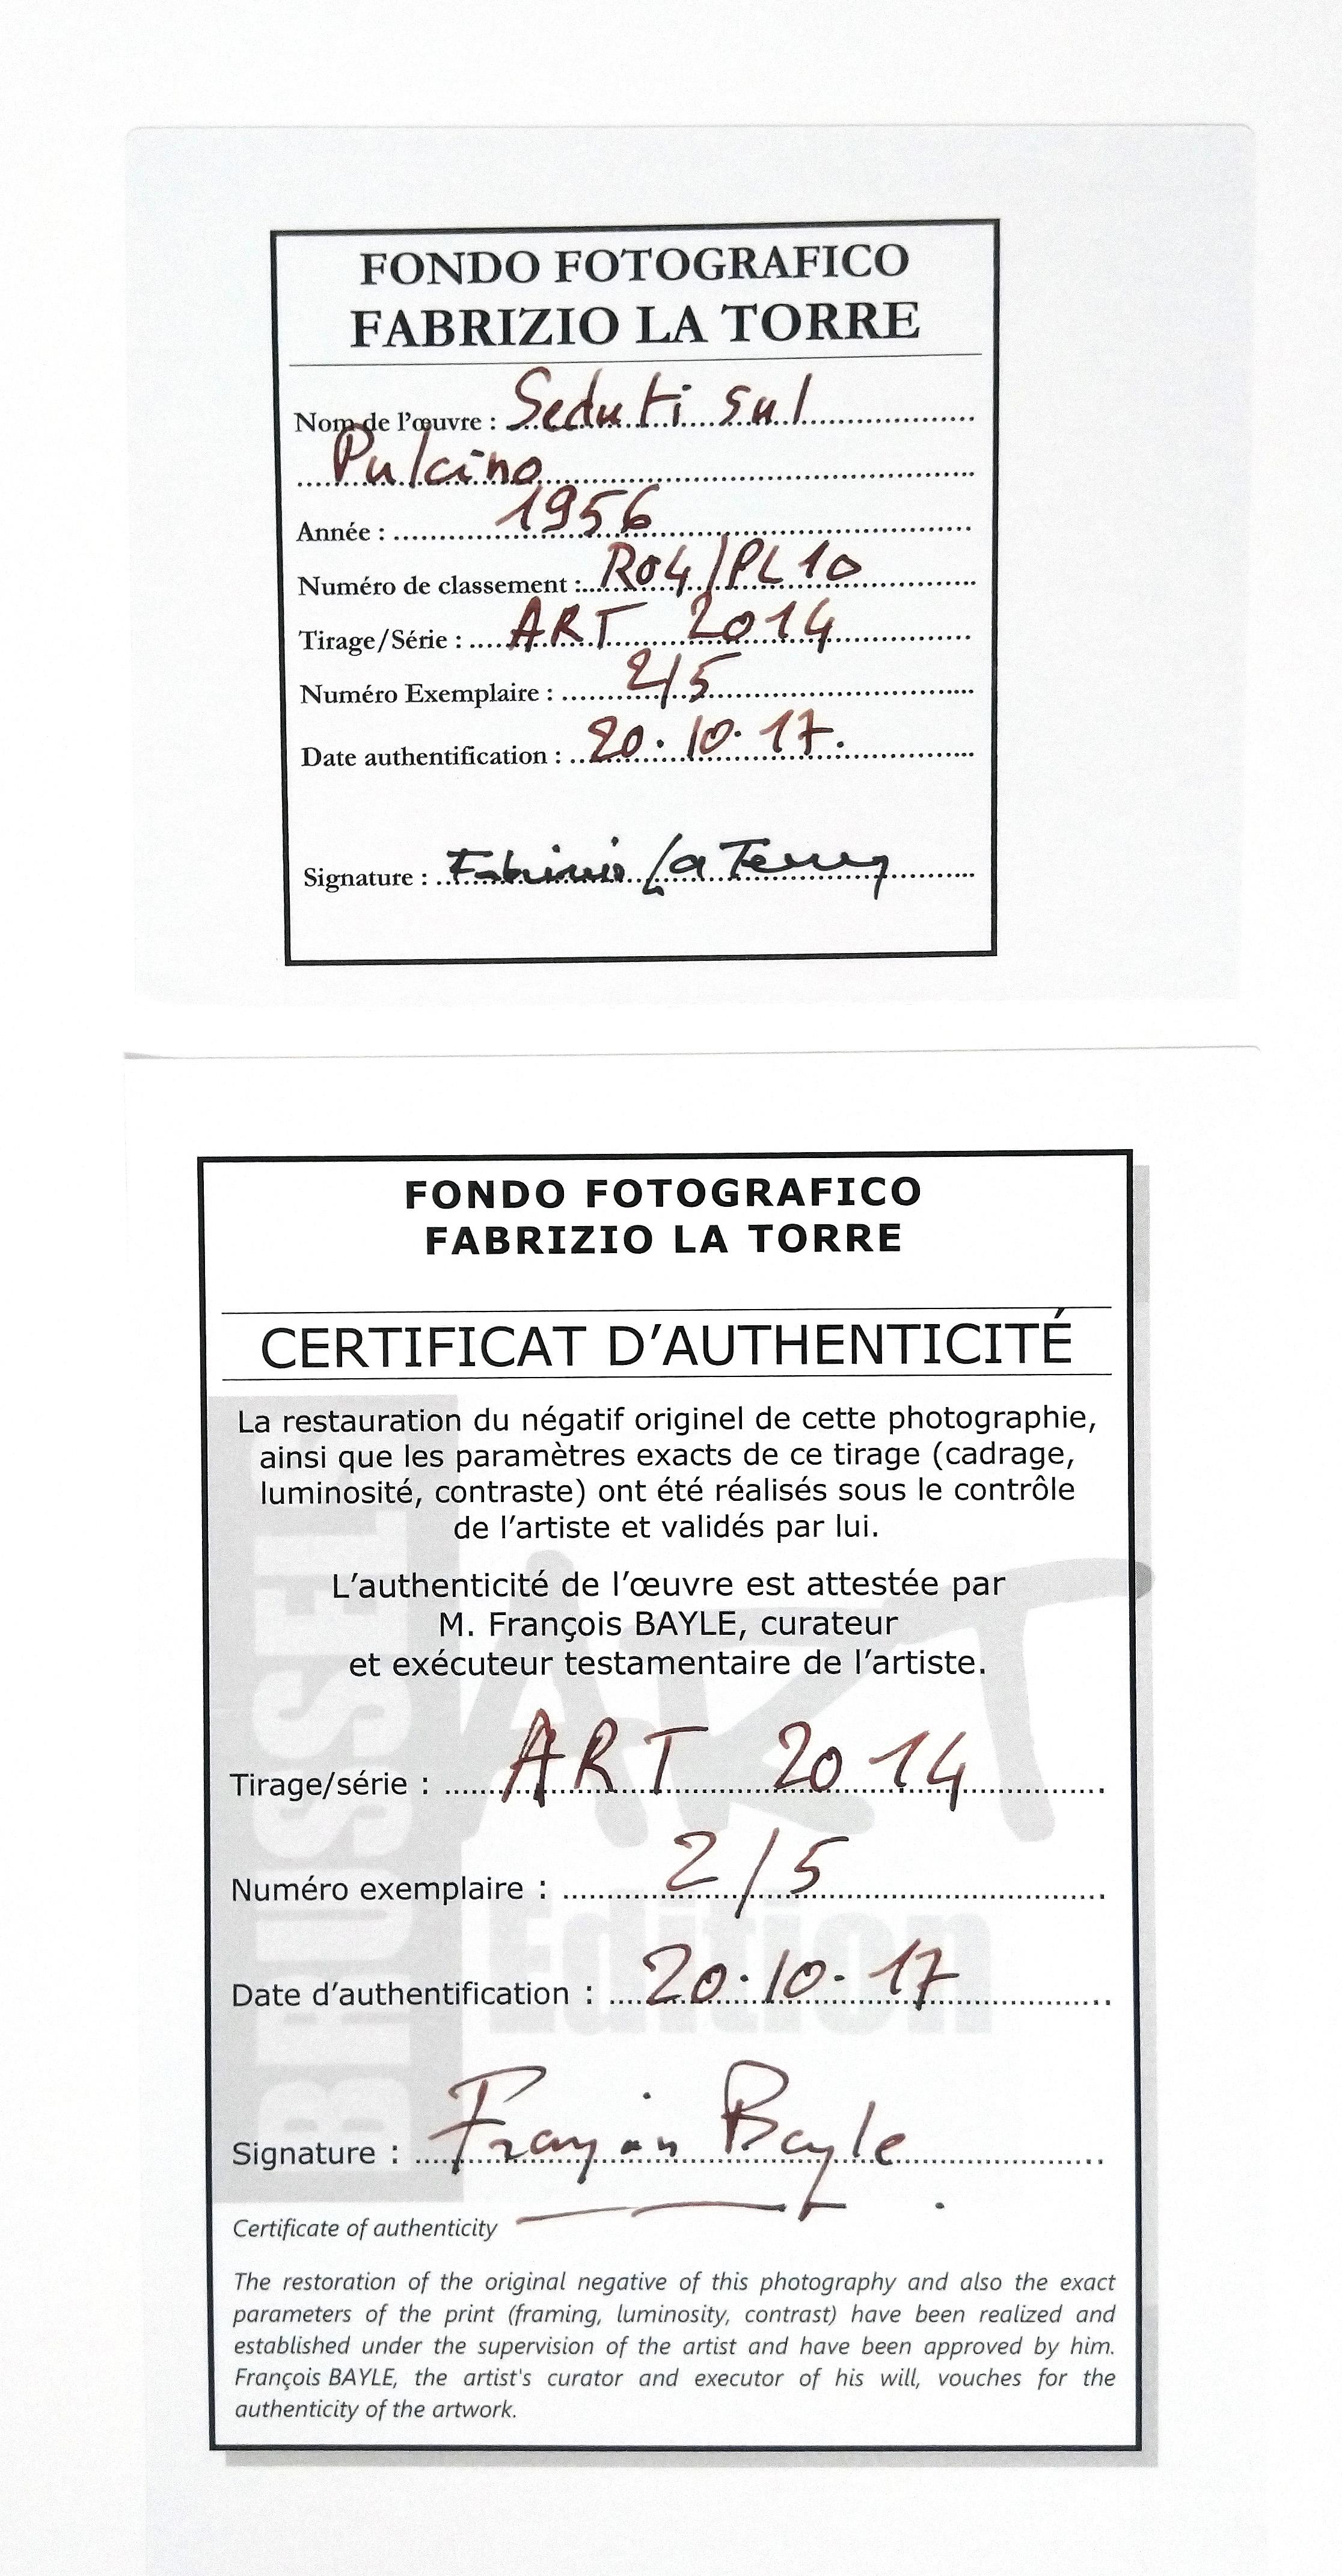 FONDO FOTOGRAFICO
FABRIZIO LA TORRE
Nom de l'œuvre : Seduti sul
Pulcino
Année : 1956
Numéro de classement : R04/PL10
Tirage/Série : ART 2014
Numéro Exemplaire : 2/5
Date authentification : 20.10.17.
Signature : Fabrizio La Torre
FONDO FOTOGRAFICO
FABRIZIO LA TORRE
CERTIFICAT D'AUTHENTICITÉ
La restauration du négatif originel de cette photographie,
ainsi que les paramètres exacts de ce tirage (cadrage,
luminosité, contraste) ont été réalisés sous le contrôle
de l'artiste et validés par lui.
L'authenticité de l'œuvre est attestée par
M. François BAYLE, curateur
et exécuteur testamentaire de l'artiste.
Tirage/série : ART 2014
Numéro exemplaire : 2/5
Date d'authentification : 20.10.17
Signature : François Bayle
Certificate of authenticity
The restoration of the original negative of this photography and also the exact
parameters of the print (framing, luminosity, contrast) have been realized and
established under the supervision of the artist and have been approved by him.
François BAYLE, the artist's curator and executor of his will, vouches for the
authenticity of the artwork.
BRUSSELS
ART
Edition